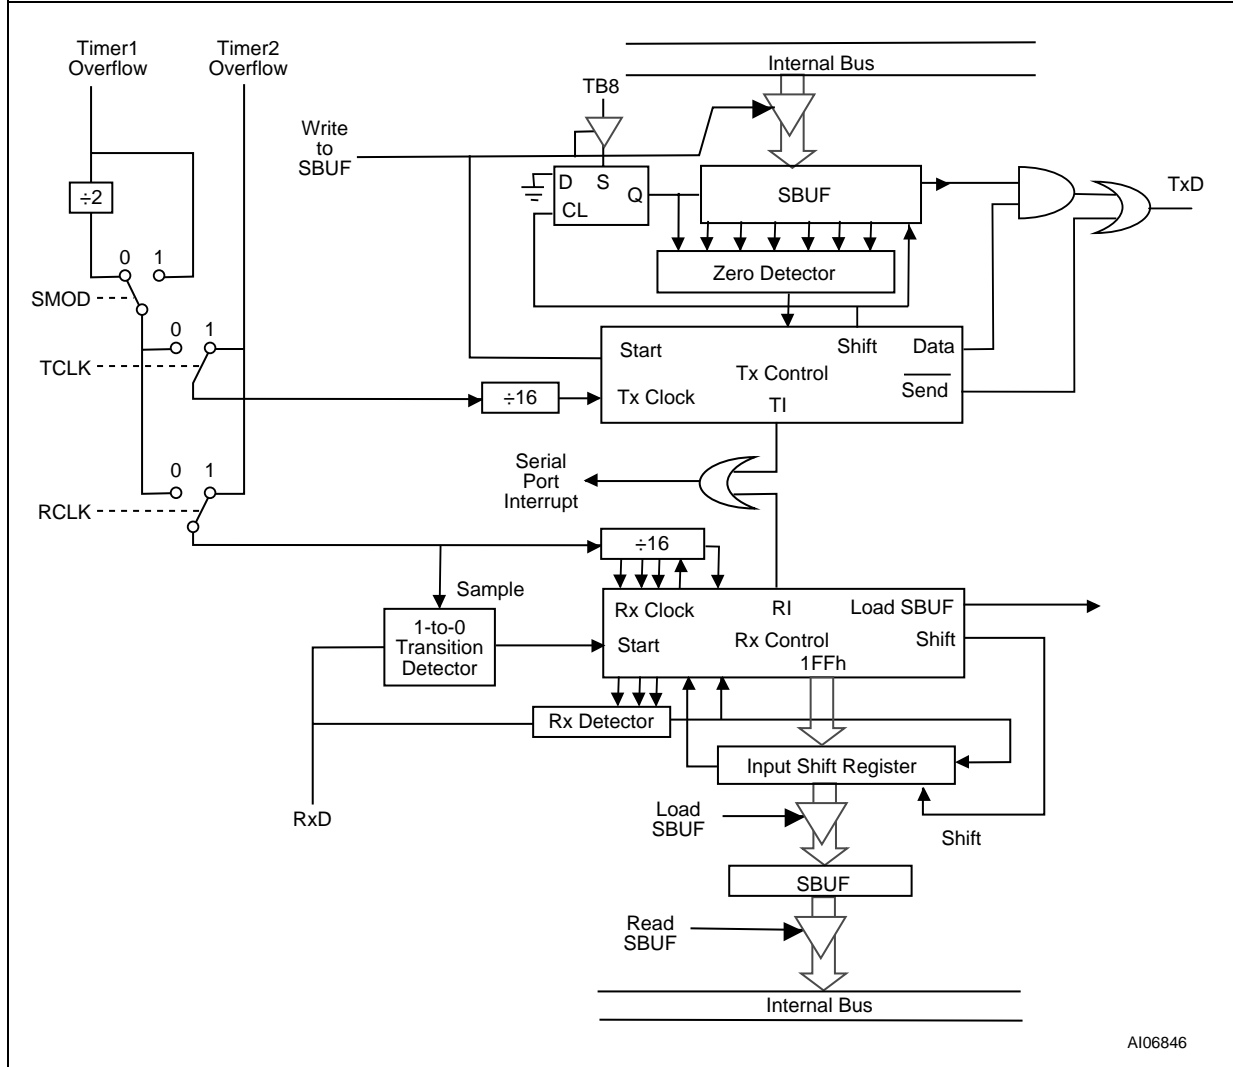 Timer1
Overflow
Timer2
Overflow
Internal Bus
TB8
Write
to
SBUF
D
S
Q
CL
SBUF
TxD
÷2
0
1
Zero Detector
SMOD
0
1
TCLK
Start
Shift
Data
Tx Control
Tx Clock
Send
TI
÷16
Serial
Port
Interrupt
0
1
RCLK
÷16
Sample
Rx Clock
RI
Load SBUF
1-to-0
Transition
Detector
Start
Rx Control
Shift
1FFh
Rx Detector
Input Shift Register
RxD
Load
SBUF
Shift
SBUF
Read
SBUF
Internal Bus
AI06846